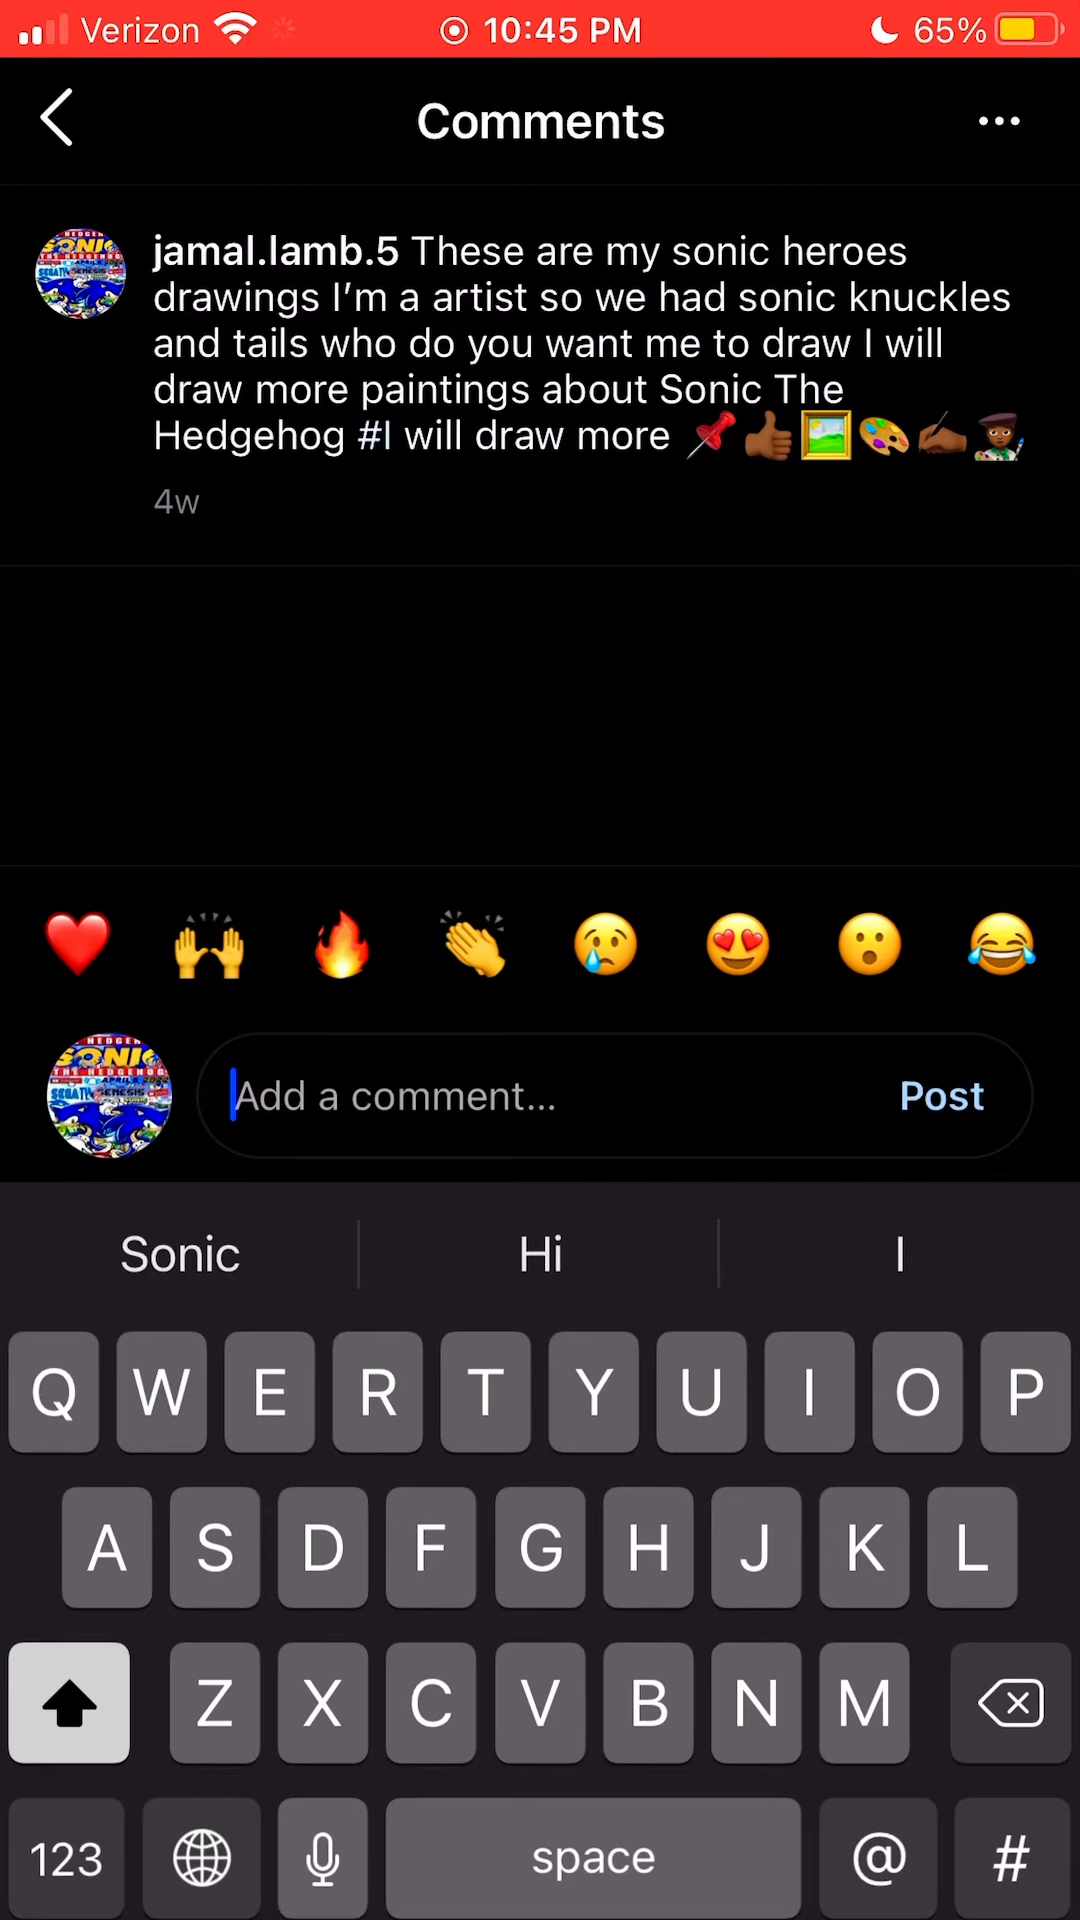 Verizon 10:45 PM 65%
Comments
jamal.lamb.5 These are my sonic heroes
drawings I’m a artist so we had sonic knuckles
and tails who do you want me to draw I will
draw more paintings about Sonic The
Hedgehog #I will draw more 📌👍🏾🖼️🎨✍🏾👩🏾‍🎨
4w
❤️ 🙌 🔥 👏 😢 😍 😮 😂
Add a comment... Post
Sonic Hi I
Q W E R T Y U I O P
A S D F G H J K L
Z X C V B N M
123 space @ #